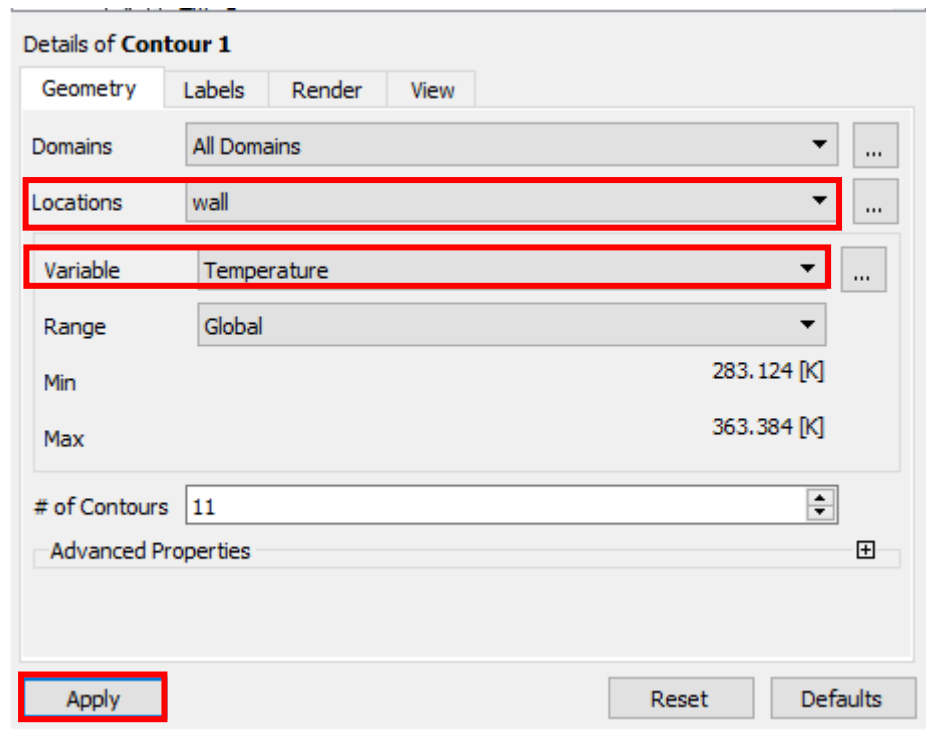 Details of Contour 1
Geometry Labels Render View
Domains All Domains ...
Locations wall ...
Variable Temperature ...
Range Global
Min 283.124 [K]
Max 363.384 [K]
# of Contours 11
Advanced Properties
Apply Reset Defaults